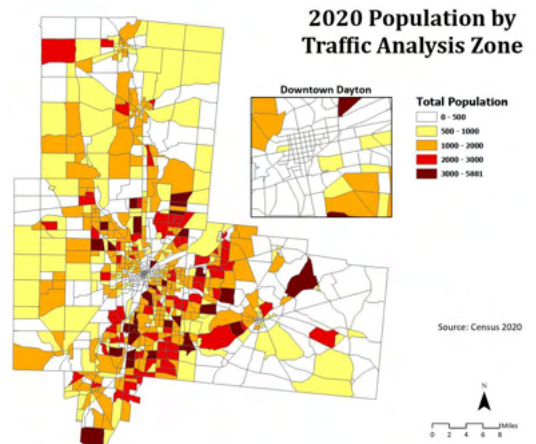 2020 Population by
Traffic Analysis Zone
Downtown Dayton
Total Population
0 - 500
500 - 1000
1000 - 2000
2000 - 3000
3000 - 5881
Source: Census 2020
N
0 2 4 6 8 Miles